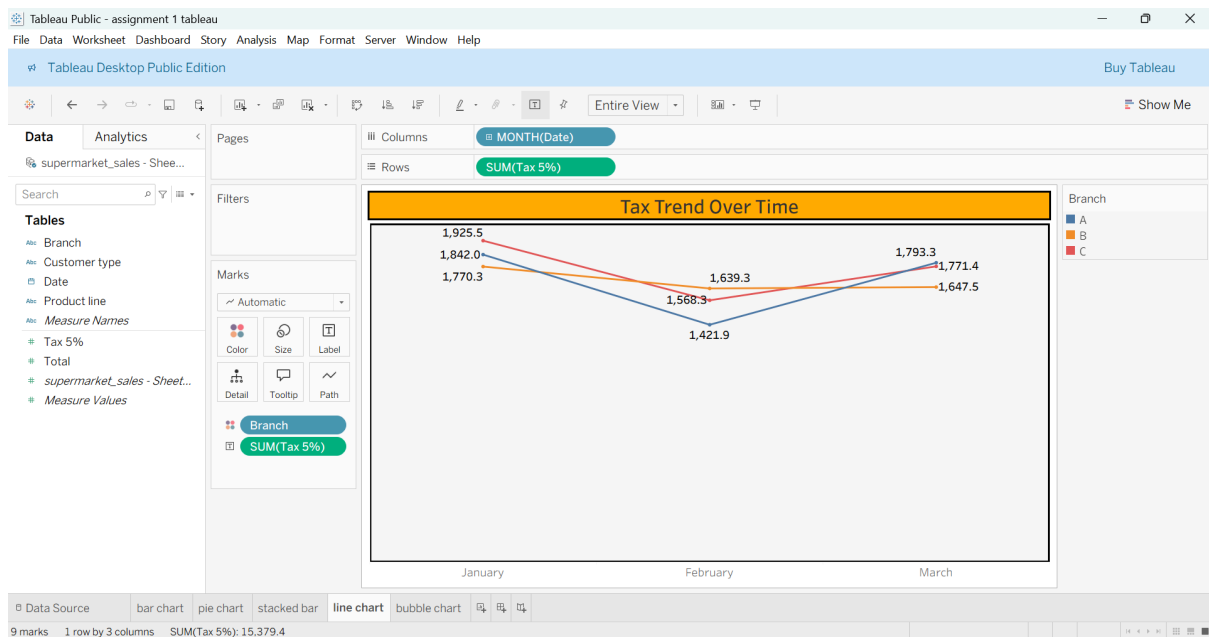 Tableau Public - assignment 1 tableau
File Data Worksheet Dashboard Story Analysis Map Format Server Window Help
Tableau Desktop Public Edition
Buy Tableau
Entire View
Show Me
Data Analytics
supermarket_sales - Shee...
Search
Tables
Abc Branch
Abc Customer type
Date
Abc Product line
Abc Measure Names
# Tax 5%
# Total
# supermarket_sales - Sheet...
# Measure Values
Pages
Filters
Marks
Automatic
Color Size Label
Detail Tooltip Path
Branch
SUM(Tax 5%)
Columns MONTH(Date)
Rows SUM(Tax 5%)
Tax Trend Over Time
1,925.5
1,842.0
1,770.3
1,639.3
1,568.3
1,421.9
1,793.3
1,771.4
1,647.5
January February March
Branch
A
B
C
Data Source bar chart pie chart stacked bar line chart bubble chart
9 marks 1 row by 3 columns SUM(Tax 5%): 15,379.4